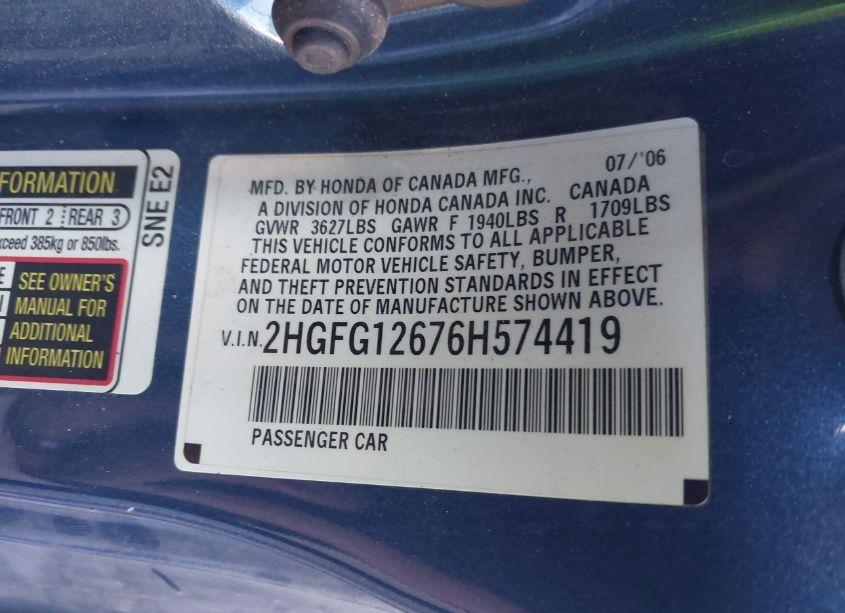 FORMATION
FRONT 2 REAR 3
xceed 385kg or 850lbs.
SEE OWNER'S
MANUAL FOR
ADDITIONAL
INFORMATION
SNE E2
07/'06
MFD. BY HONDA OF CANADA MFG.,
A DIVISION OF HONDA CANADA INC. CANADA
GVWR 3627LBS GAWR F 1940LBS R 1709LBS
THIS VEHICLE CONFORMS TO ALL APPLICABLE
FEDERAL MOTOR VEHICLE SAFETY, BUMPER,
AND THEFT PREVENTION STANDARDS IN EFFECT
ON THE DATE OF MANUFACTURE SHOWN ABOVE.
V.I.N. 2HGFG12676H574419
PASSENGER CAR